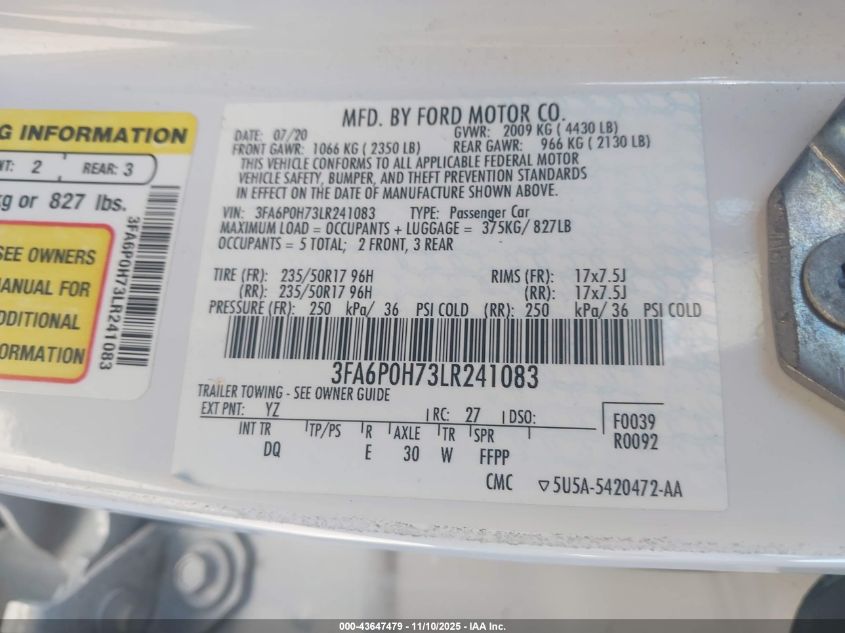 G INFORMATION
NT: 2 REAR: 3
kg or 827 lbs.
SEE OWNERS
MANUAL FOR
ADDITIONAL
FORMATION
3FA6P0H73LR241083
MFD. BY FORD MOTOR CO.
DATE: 07/20 GVWR: 2009 KG ( 4430 LB)
FRONT GAWR: 1066 KG ( 2350 LB) REAR GAWR: 966 KG ( 2130 LB)
THIS VEHICLE CONFORMS TO ALL APPLICABLE FEDERAL MOTOR
VEHICLE SAFETY, BUMPER, AND THEFT PREVENTION STANDARDS
IN EFFECT ON THE DATE OF MANUFACTURE SHOWN ABOVE.
VIN: 3FA6P0H73LR241083 TYPE: Passenger Car
MAXIMUM LOAD = OCCUPANTS + LUGGAGE = 375KG/ 827LB
OCCUPANTS = 5 TOTAL; 2 FRONT, 3 REAR
TIRE (FR): 235/50R17 96H RIMS (FR): 17x7.5J
(RR): 235/50R17 96H (RR): 17x7.5J
PRESSURE (FR): 250 kPa/ 36 PSI COLD (RR): 250 kPa/ 36 PSI COLD
3FA6P0H73LR241083
TRAILER TOWING - SEE OWNER GUIDE
EXT PNT: YZ RC: 27 DSO: F0039
INT TR TP/PS R AXLE TR SPR R0092
DQ E 30 W FFPP
CMC ▽5U5A-5420472-AA
000-43647479 — 11/10/2025 — IAA Inc.